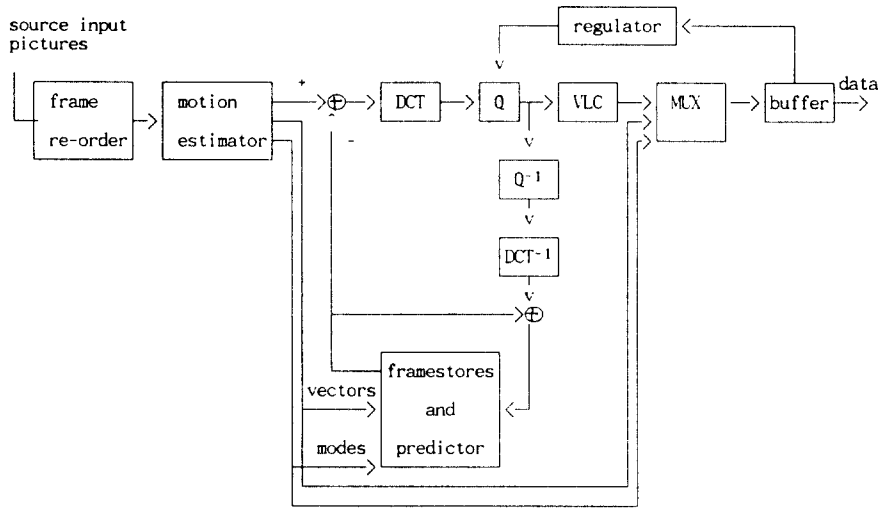 source input
pictures
regulator
data
+
frame
re-order
motion
estimator
DCT
Q
VLC
MUX
buffer
-
Q-1
DCT-1
framestores
and
predictor
vectors
modes